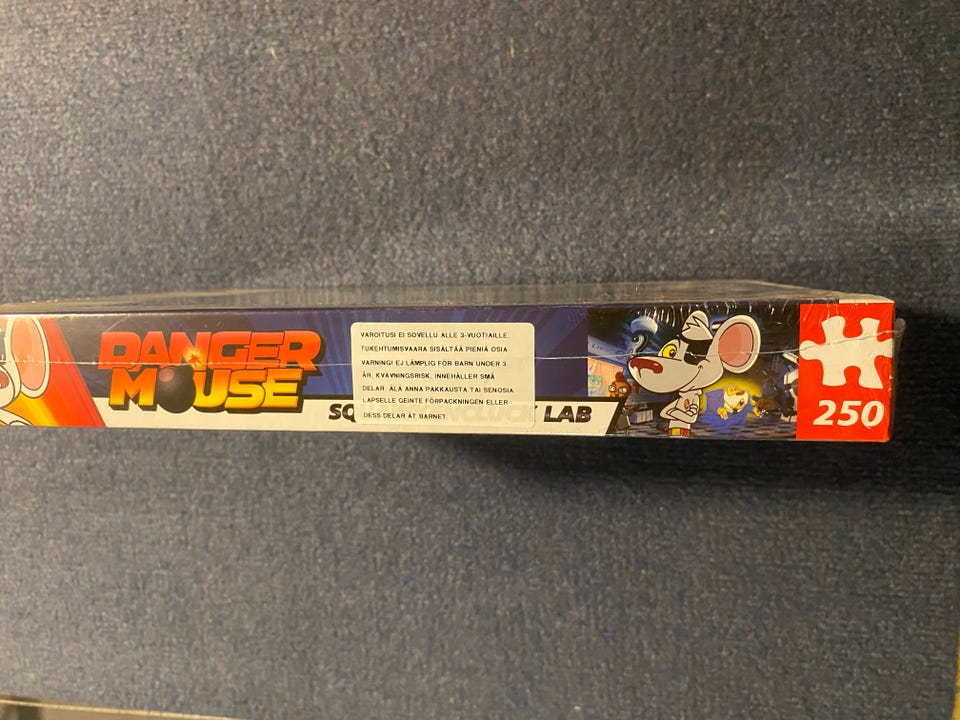 DANGER
MOUSE
VAROITUSI EI SOVELLU ALLE 3-VUOTIAILLE.
TUKEHTUMISVAARA SISÄLTÄÄ PIENIÄ OSIA
VARNING! EJ LÄMPLIG FÖR BARN UNDER 3
ÅR, KVÄVNINGSRISK, INNEHÅLLER SMÅ
DELAR. ÄLÄ ANNA PAKKAUSTA TAI SENOSIA
LAPSELLE GEINTE FÖRPACKNINGEN ELLER
DESS DELAR ÅT BARNET.
LAB
250